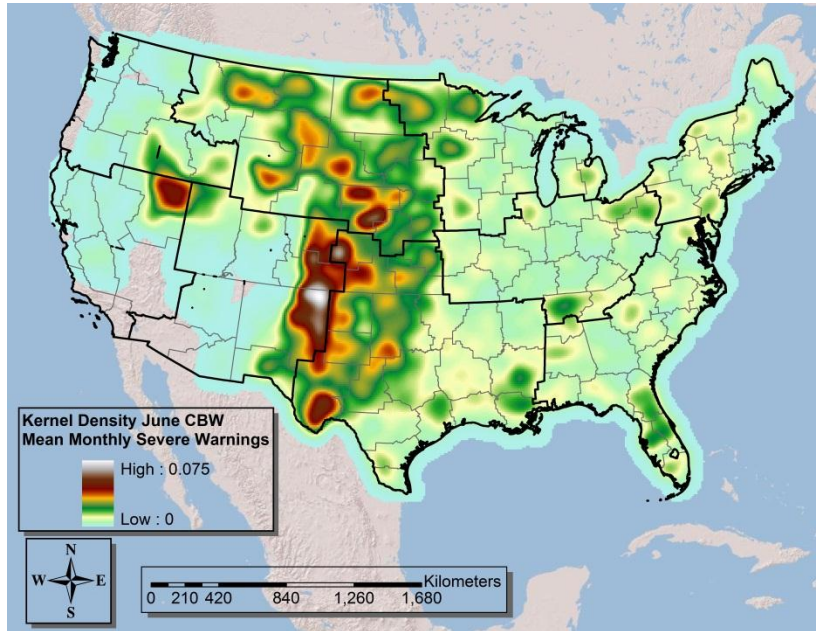 Kernel Density June CBW
Mean Monthly Severe Warnings
High : 0.075
Low : 0
N
W E
S
Kilometers
0 210 420 840 1,260 1,680